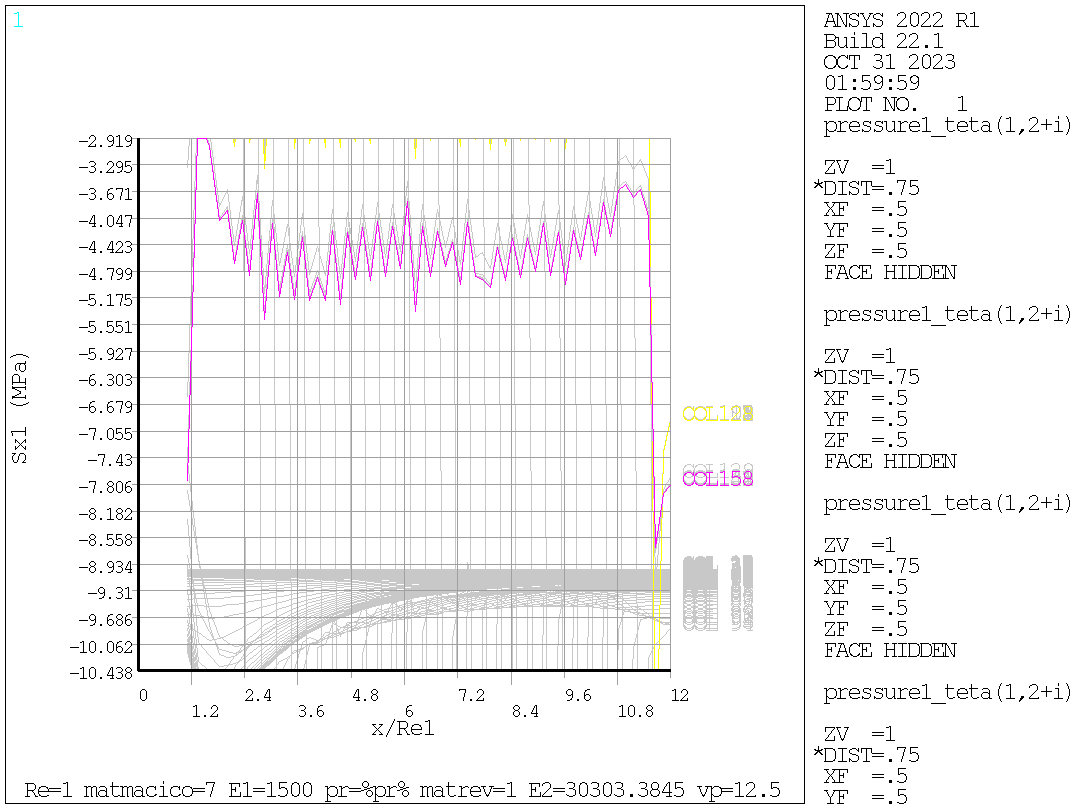 1
ANSYS 2022 R1
Build 22.1
OCT 31 2023
01:59:59
PLOT NO. 1
pressure1_teta(1,2+i)
ZV =1
*DIST=.75
XF =.5
YF =.5
ZF =.5
FACE HIDDEN
pressure1_teta(1,2+i)
ZV =1
*DIST=.75
XF =.5
YF =.5
ZF =.5
FACE HIDDEN
pressure1_teta(1,2+i)
ZV =1
*DIST=.75
XF =.5
YF =.5
ZF =.5
FACE HIDDEN
pressure1_teta(1,2+i)
ZV =1
*DIST=.75
XF =.5
YF =.5
Sx1 (MPa)
-2.919
-3.295
-3.671
-4.047
-4.423
-4.799
-5.175
-5.551
-5.927
-6.303
-6.679
-7.055
-7.43
-7.806
-8.182
-8.558
-8.934
-9.31
-9.686
-10.062
-10.438
COL158
0
1.2
2.4
3.6
4.8
6
7.2
8.4
9.6
10.8
12
x/Re1
Re=1 matmacico=7 E1=1500 pr=%pr% matrev=1 E2=30303.3845 vp=12.5